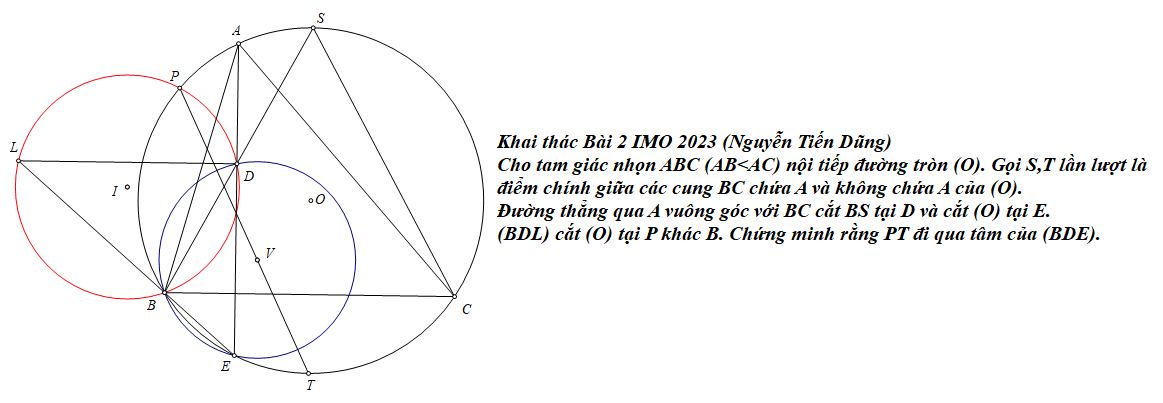 S
A
P
L
D
I
O
V
B
C
E
T
Khai thác Bài 2 IMO 2023 (Nguyễn Tiến Dũng)
Cho tam giác nhọn ABC (AB<AC) nội tiếp đường tròn (O). Gọi S,T lần lượt là
điểm chính giữa các cung BC chứa A và không chứa A của (O).
Đường thẳng qua A vuông góc với BC cắt BS tại D và cắt (O) tại E.
(BDL) cắt (O) tại P khác B. Chứng minh rằng PT đi qua tâm của (BDE).